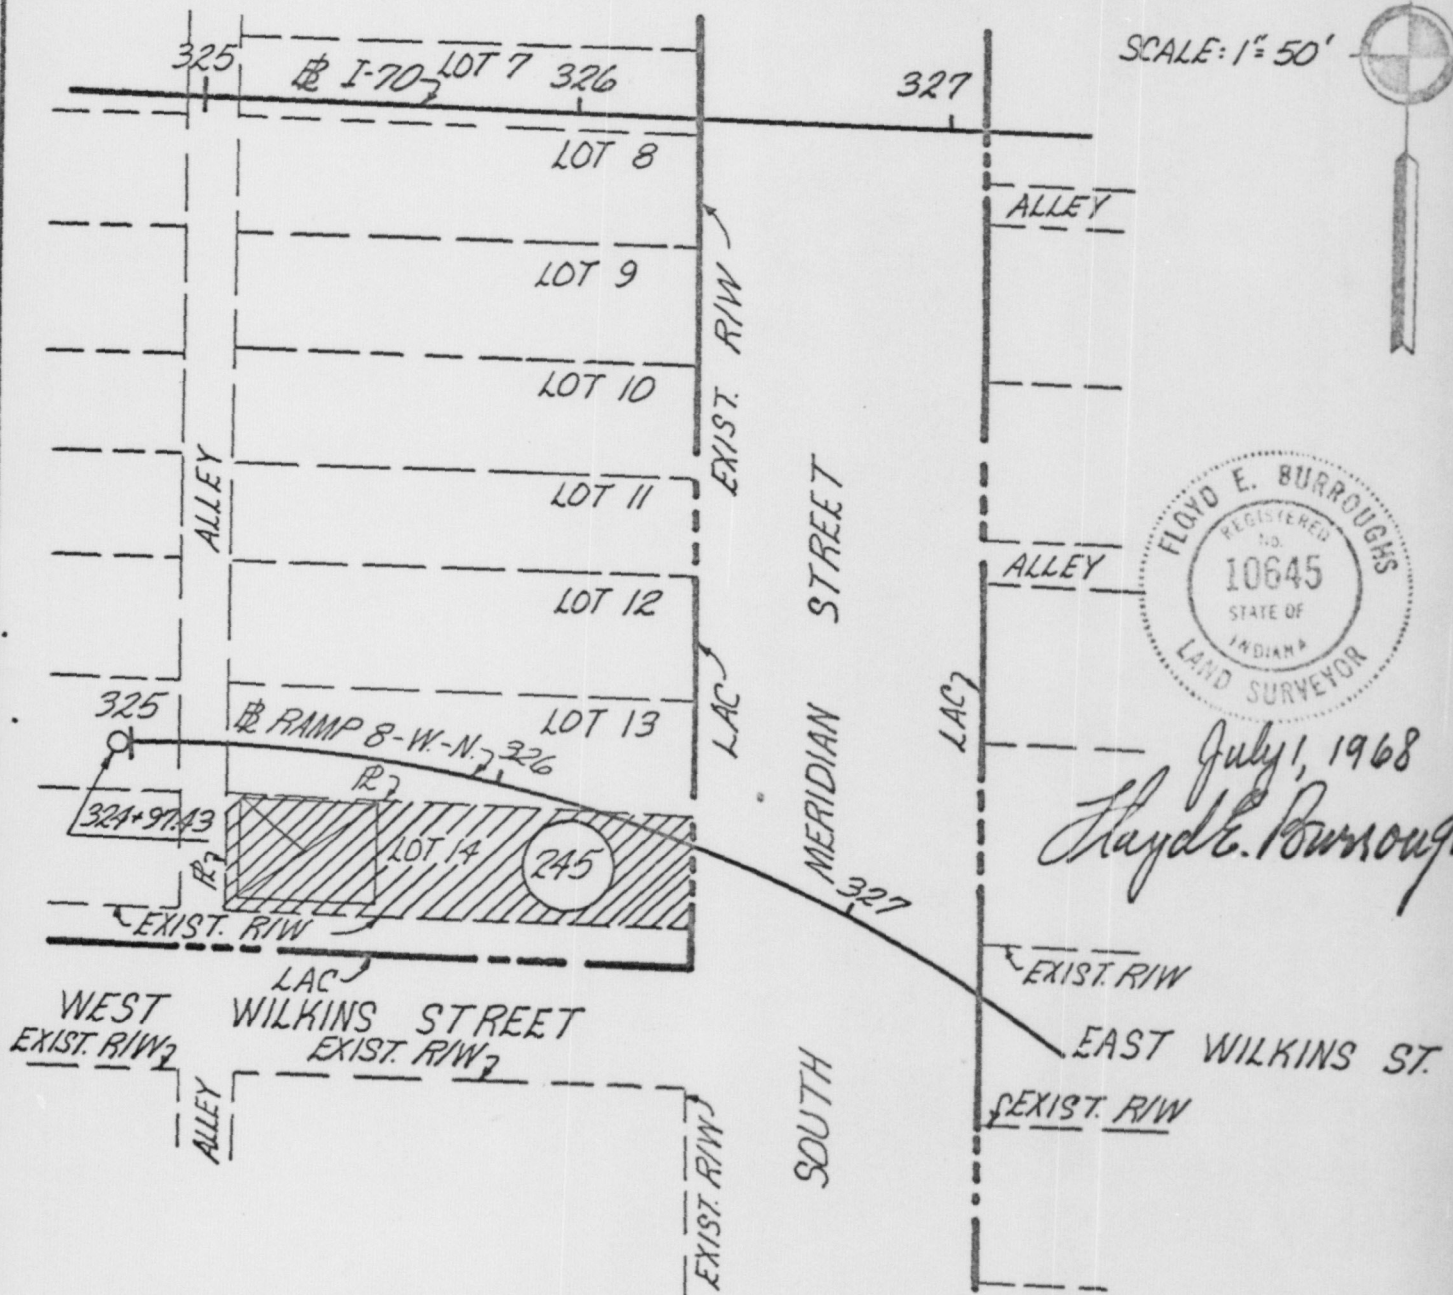 SCALE: 1"= 50'
325
℄ I-70
LOT 7
326
327
LOT 8
ALLEY
LOT 9
EXIST. R/W
LOT 10
ALLEY
LOT 11
MERIDIAN STREET
ALLEY
LOT 12
FLOYD E. BURROUGHS
REGISTERED
No.
10645
STATE OF
INDIANA
LAND SURVEYOR
LAC
LAC
325
RAMP 8-W-N
326
LOT 13
July 1, 1968
Floyd E. Burroug
324+97.43
PL
PL
LOT 14
245
327
EXIST. R/W
LAC
EXIST. R/W
WEST WILKINS STREET
EXIST. R/W
EXIST. R/W
EAST WILKINS ST.
ALLEY
EXIST. R/W
SOUTH
EXIST. R/W